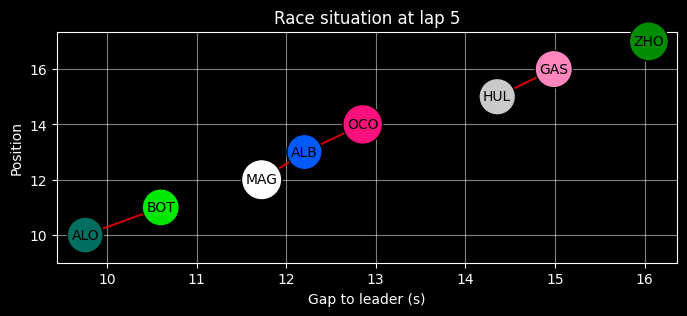 Race situation at lap 5
Position
16
14
12
10
ZHO
GAS
HUL
OCO
ALB
MAG
BOT
ALO
10 11 12 13 14 15 16
Gap to leader (s)